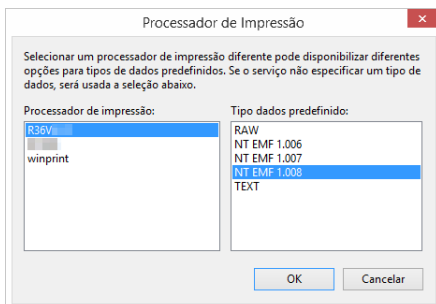 Processador de Impressão
Selecionar um processador de impressão diferente pode disponibilizar diferentes
opções para tipos de dados predefinidos. Se o serviço não especificar um tipo de
dados, será usada a seleção abaixo.
Processador de impressão:
Tipo dados predefinido:
R36V
winprint
RAW
NT EMF 1.006
NT EMF 1.007
NT EMF 1.008
TEXT
OK
Cancelar